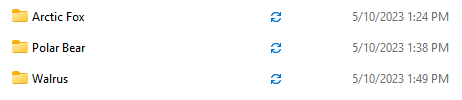 Arctic Fox 5/10/2023 1:24 PM
Polar Bear 5/10/2023 1:38 PM
Walrus 5/10/2023 1:49 PM